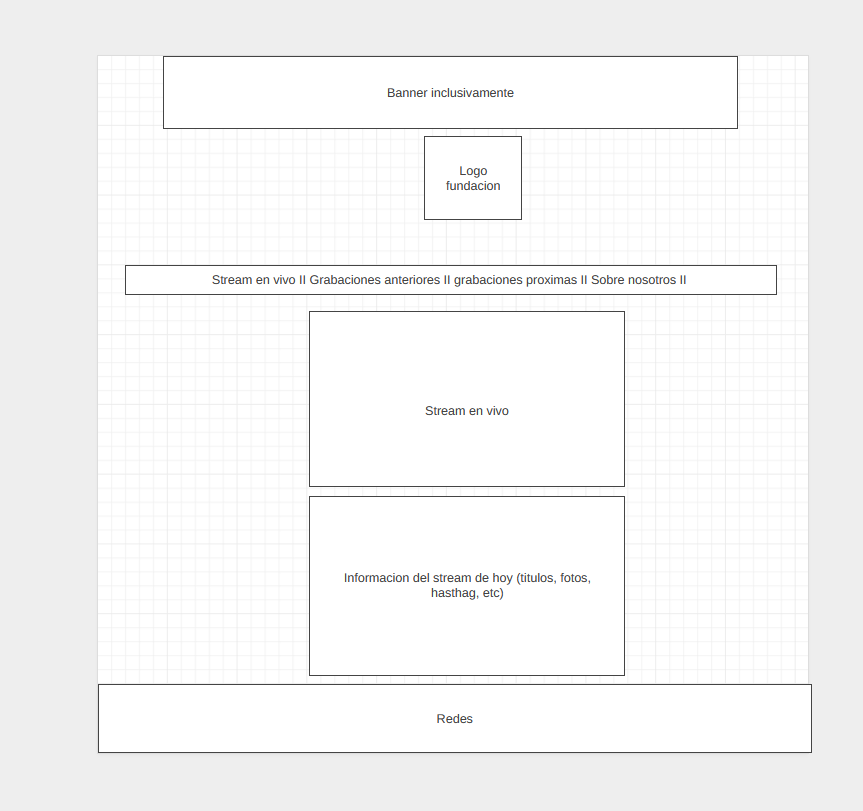 Banner inclusivamente
Logo
fundacion
Stream en vivo II Grabaciones anteriores II grabaciones proximas II Sobre nosotros II
Stream en vivo
Informacion del stream de hoy (titulos, fotos,
hasthag, etc)
Redes